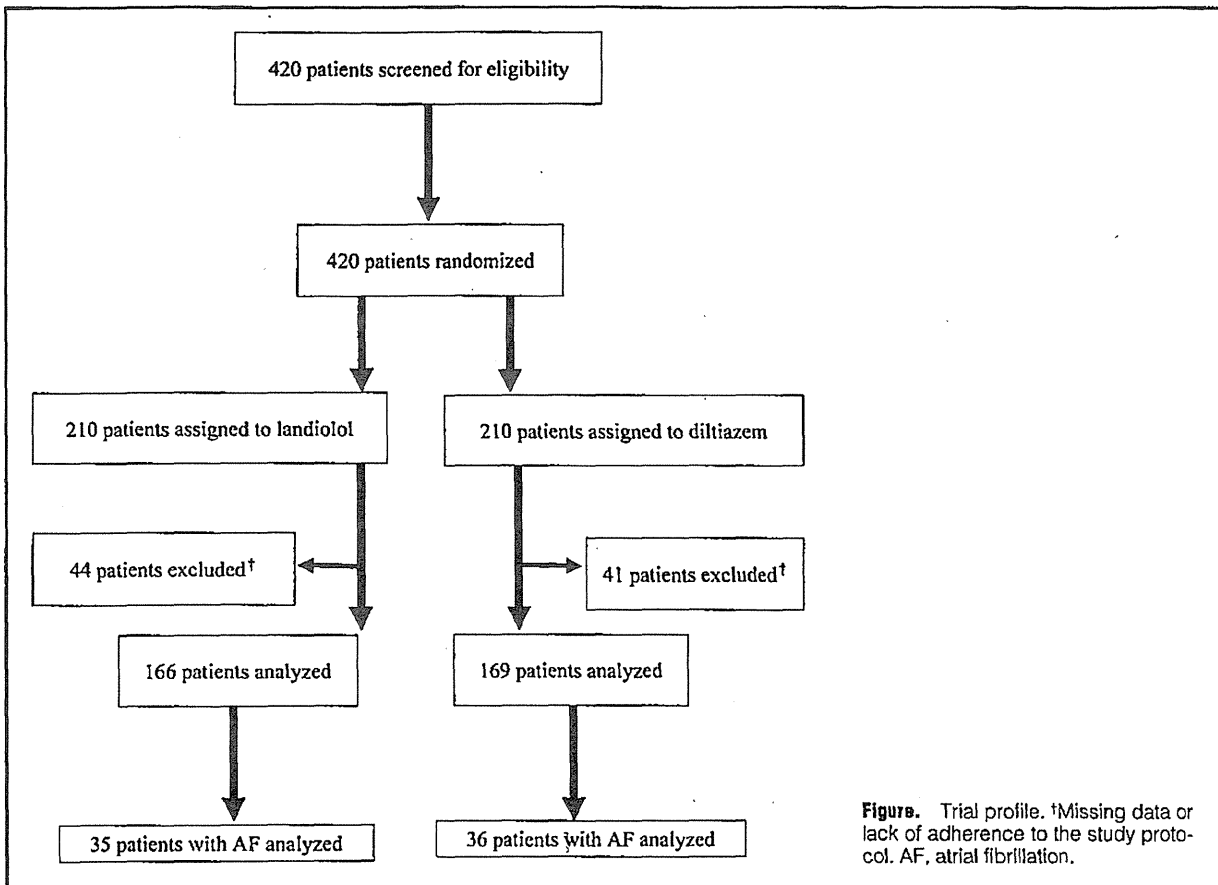 420 patients screened for eligibility
420 patients randomized
210 patients assigned to landiolol
210 patients assigned to diltiazem
44 patients excluded†
41 patients excluded†
166 patients analyzed
169 patients analyzed
35 patients with AF analyzed
36 patients with AF analyzed
Figure. Trial profile. †Missing data or
lack of adherence to the study proto-
col. AF, atrial fibrillation.